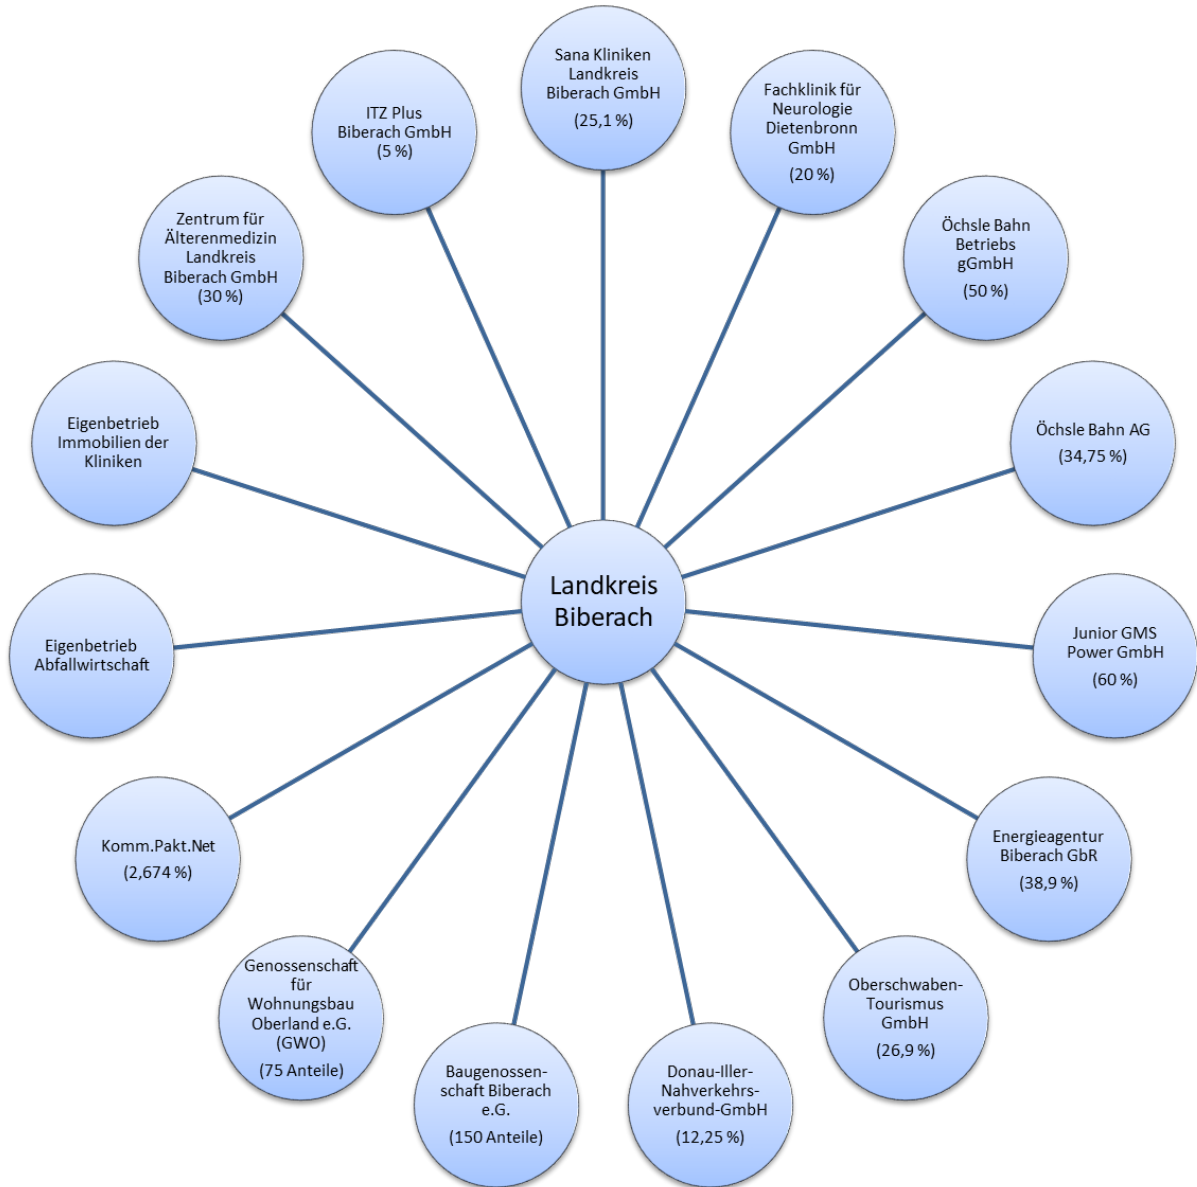 Sana Kliniken
Landkreis
Biberach GmbH
(25,1 %)
Fachklinik für
Neurologie
Dietenbronn
GmbH
(20 %)
Öchsle Bahn
Betriebs
gGmbH
(50 %)
Öchsle Bahn AG
(34,75 %)
Junior GMS
Power GmbH
(60 %)
Energieagentur
Biberach GbR
(38,9 %)
Oberschwaben-
Tourismus
GmbH
(26,9 %)
Donau-Iller-
Nahverkehrs-
verbund-GmbH
(12,25 %)
Baugenossen-
schaft Biberach
e.G.
(150 Anteile)
Genossenschaft
für
Wohnungsbau
Oberland e.G.
(GWO)
(75 Anteile)
Komm.Pakt.Net
(2,674 %)
Eigenbetrieb
Abfallwirtschaft
Eigenbetrieb
Immobilien der
Kliniken
Zentrum für
Älterenmedizin
Landkreis
Biberach GmbH
(30 %)
ITZ Plus
Biberach GmbH
(5 %)
Landkreis
Biberach